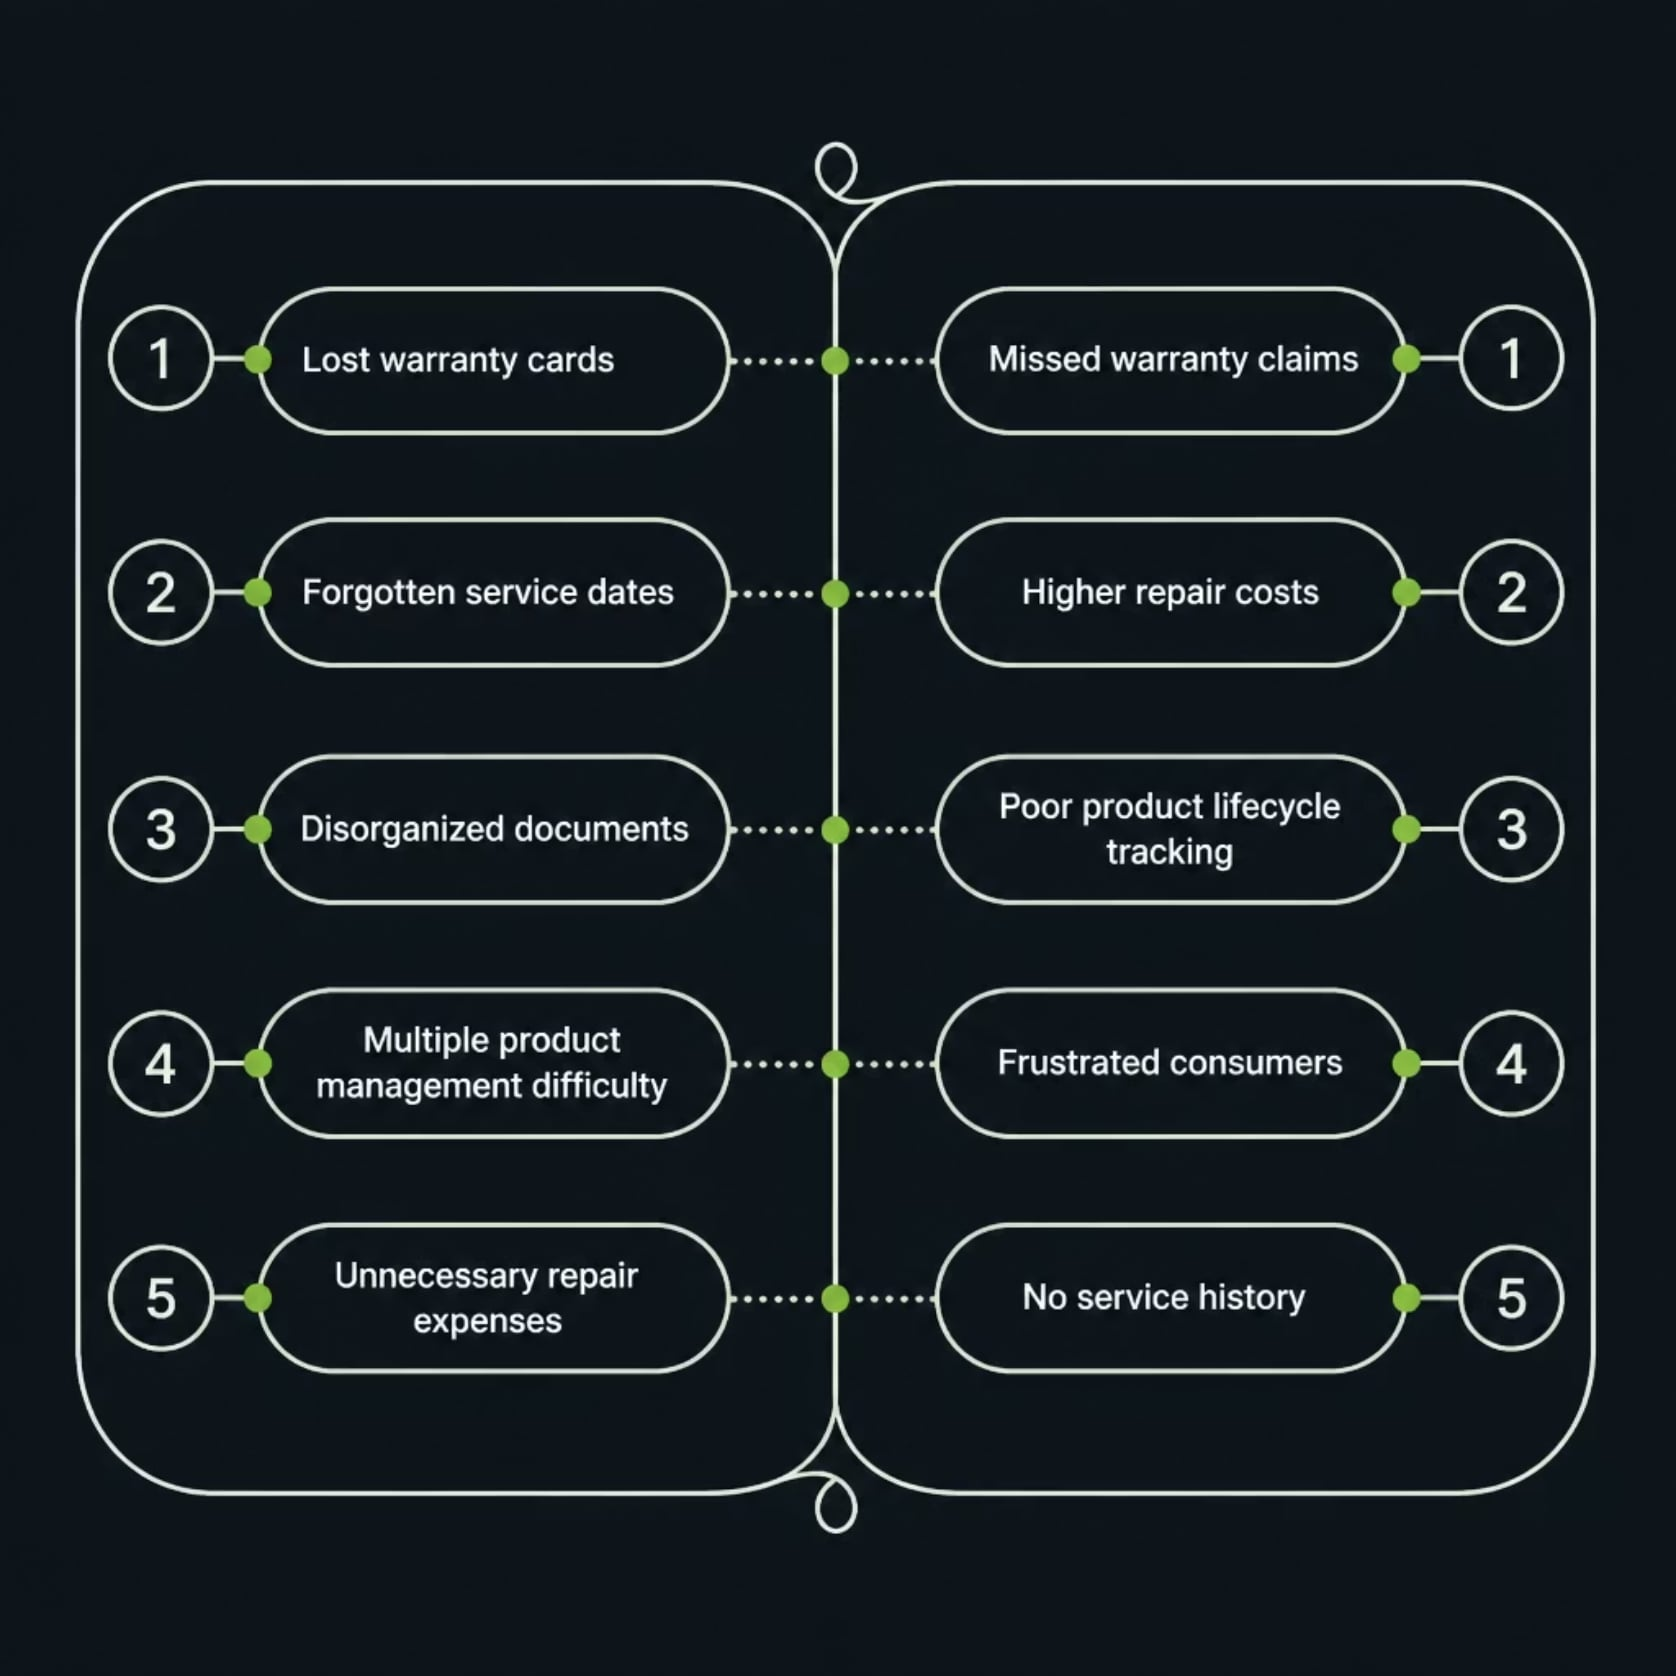 1
Lost warranty cards
Missed warranty claims
1
2
Forgotten service dates
Higher repair costs
2
3
Disorganized documents
Poor product lifecycle
tracking
3
4
Multiple product
management difficulty
Frustrated consumers
4
5
Unnecessary repair
expenses
No service history
5